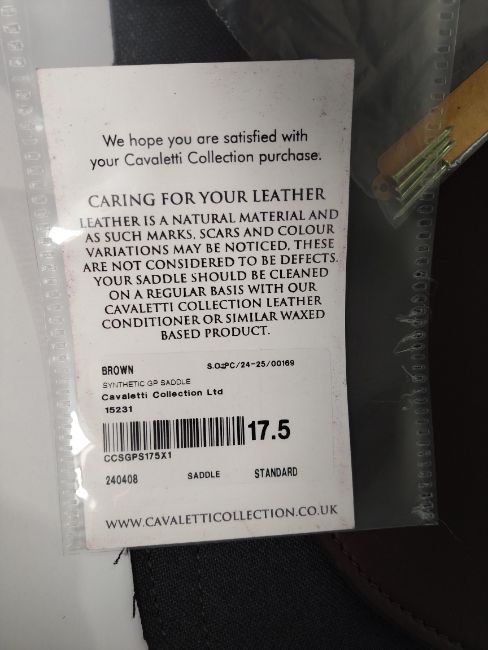 We hope you are satisfied with
your Cavaletti Collection purchase.
CARING FOR YOUR LEATHER
LEATHER IS A NATURAL MATERIAL AND
AS SUCH MARKS, SCARS AND COLOUR
VARIATIONS MAY BE NOTICED, THESE
ARE NOT CONSIDERED TO BE DEFECTS.
YOUR SADDLE SHOULD BE CLEANED
ON A REGULAR BASIS WITH OUR
CAVALETTI COLLECTION LEATHER
CONDITIONER OR SIMILAR WAXED
BASED PRODUCT.
BROWN S.O:PC/24-25/00169
SYNTHETIC GP SADDLE
Cavaletti Collection Ltd
15231
17.5
CCSGPS175X1
240408 SADDLE STANDARD
WWW.CAVALETTICOLLECTION.CO.UK